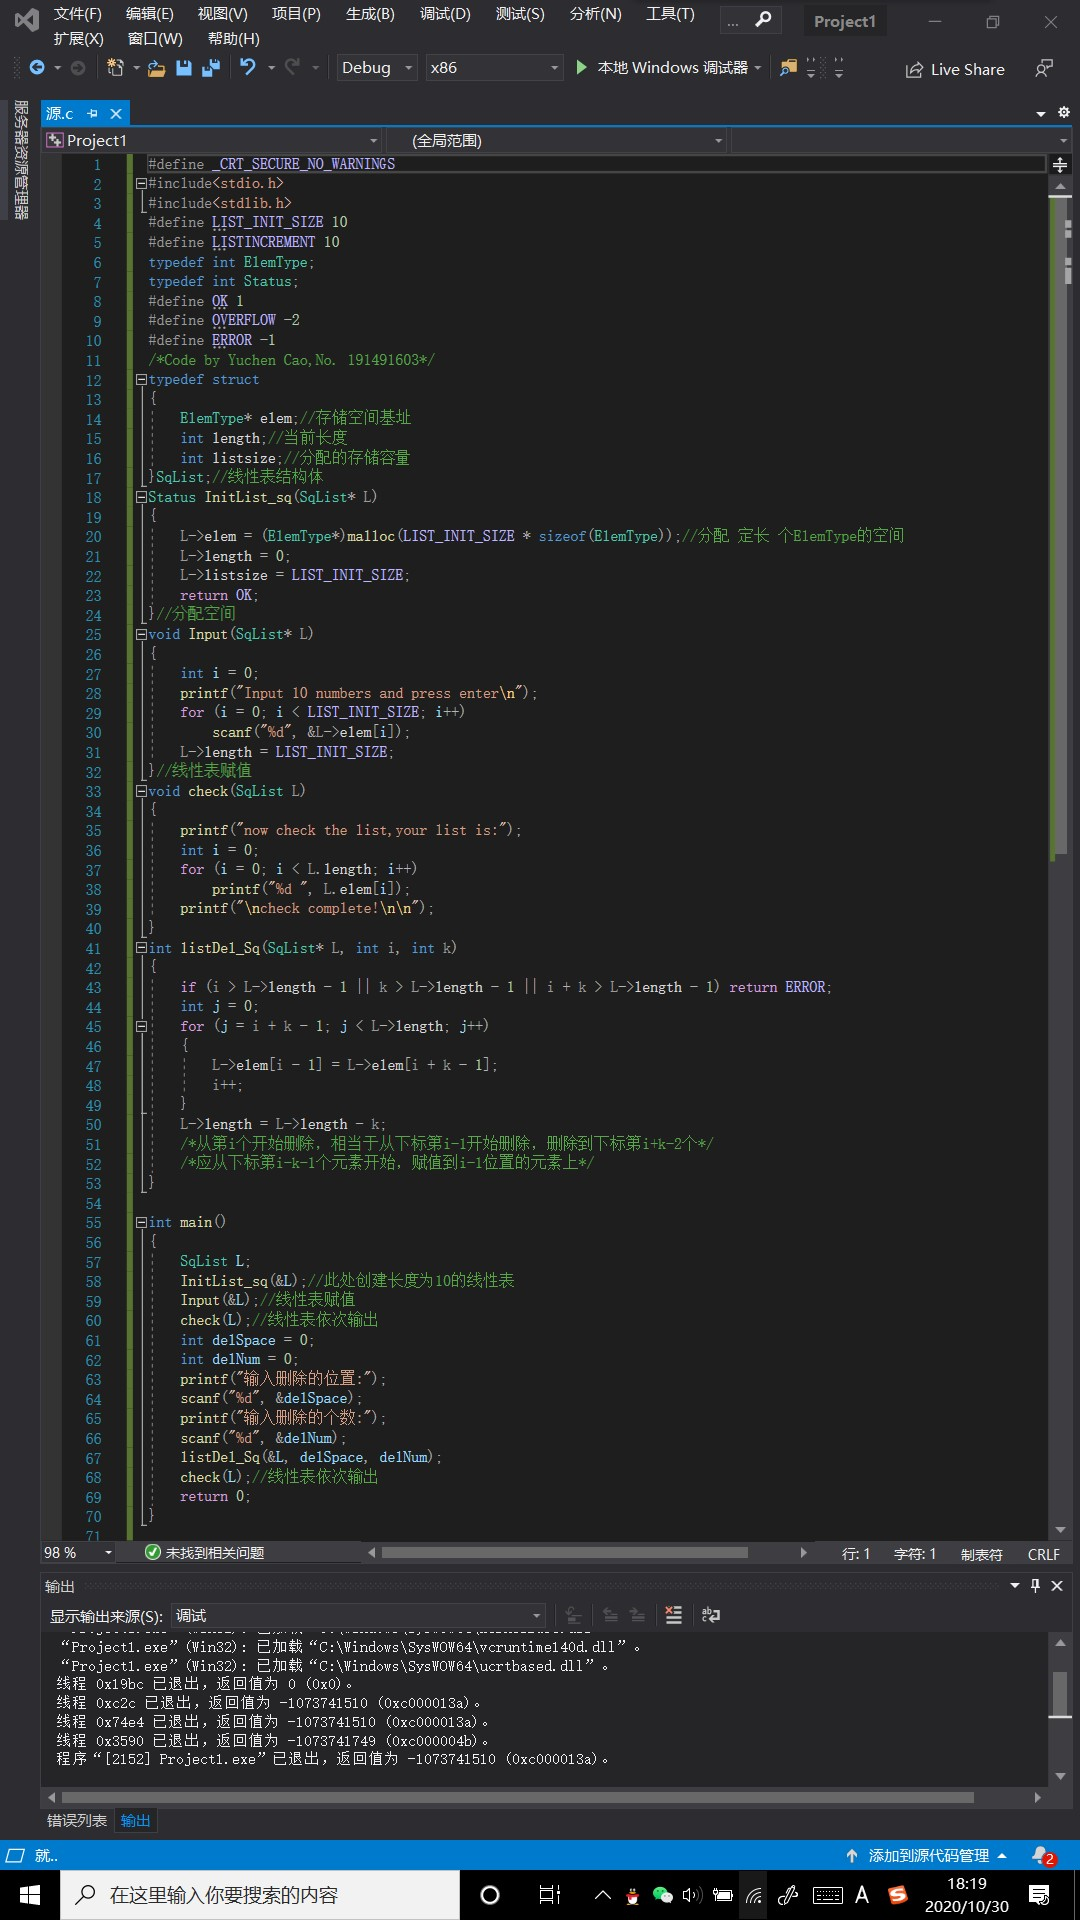 文件(F) 编辑(E) 视图(V) 项目(P) 生成(B) 调试(D) 测试(S) 分析(N) 工具(T) ... Project1
扩展(X) 窗口(W) 帮助(H)
Debug x86 本地 Windows 调试器 Live Share
服务器资源管理器
源.c
Project1 (全局范围)
1 #define _CRT_SECURE_NO_WARNINGS
2 #include<stdio.h>
3 #include<stdlib.h>
4 #define LIST_INIT_SIZE 10
5 #define LISTINCREMENT 10
6 typedef int ElemType;
7 typedef int Status;
8 #define OK 1
9 #define OVERFLOW -2
10 #define ERROR -1
11 /*Code by Yuchen Cao,No. 191491603*/
12 typedef struct
13 {
14 ElemType* elem;//存储空间基址
15 int length;//当前长度
16 int listsize;//分配的存储容量
17 }SqList;//线性表结构体
18 Status InitList_sq(SqList* L)
19 {
20 L->elem = (ElemType*)malloc(LIST_INIT_SIZE * sizeof(ElemType));//分配 定长 个ElemType的空间
21 L->length = 0;
22 L->listsize = LIST_INIT_SIZE;
23 return OK;
24 }//分配空间
25 void Input(SqList* L)
26 {
27 int i = 0;
28 printf("Input 10 numbers and press enter\n");
29 for (i = 0; i < LIST_INIT_SIZE; i++)
30 scanf("%d", &L->elem[i]);
31 L->length = LIST_INIT_SIZE;
32 }//线性表赋值
33 void check(SqList L)
34 {
35 printf("now check the list,your list is:");
36 int i = 0;
37 for (i = 0; i < L.length; i++)
38 printf("%d ", L.elem[i]);
39 printf("\ncheck complete!\n\n");
40 }
41 int listDel_Sq(SqList* L, int i, int k)
42 {
43 if (i > L->length - 1 || k > L->length - 1 || i + k > L->length - 1) return ERROR;
44 int j = 0;
45 for (j = i + k - 1; j < L->length; j++)
46 {
47 L->elem[i - 1] = L->elem[i + k - 1];
48 i++;
49 }
50 L->length = L->length - k;
51 /*从第i个开始删除，相当于从下标第i-1开始删除，删除到下标第i+k-2个*/
52 /*应从下标第i-k-1个元素开始，赋值到i-1位置的元素上*/
53 }
54
55 int main()
56 {
57 SqList L;
58 InitList_sq(&L);//此处创建长度为10的线性表
59 Input(&L);//线性表赋值
60 check(L);//线性表依次输出
61 int delSpace = 0;
62 int delNum = 0;
63 printf("输入删除的位置:");
64 scanf("%d", &delSpace);
65 printf("输入删除的个数:");
66 scanf("%d", &delNum);
67 listDel_Sq(&L, delSpace, delNum);
68 check(L);//线性表依次输出
69 return 0;
70 }
71
98 % 未找到相关问题 行: 1 字符: 1 制表符 CRLF
输出
显示输出来源(S): 调试
“Project1.exe”(Win32): 已加载“C:\Windows\SysWOW64\vcruntime140d.dll”。
“Project1.exe”(Win32): 已加载“C:\Windows\SysWOW64\ucrtbased.dll”。
线程 0x19bc 已退出，返回值为 0 (0x0)。
线程 0xc2c 已退出，返回值为 -1073741510 (0xc000013a)。
线程 0x74e4 已退出，返回值为 -1073741510 (0xc000013a)。
线程 0x3590 已退出，返回值为 -1073741749 (0xc000004b)。
程序“[2152] Project1.exe”已退出，返回值为 -1073741510 (0xc000013a)。
错误列表 输出
就.. 添加到源代码管理 2
在这里输入你要搜索的内容 A 18:19
2020/10/30